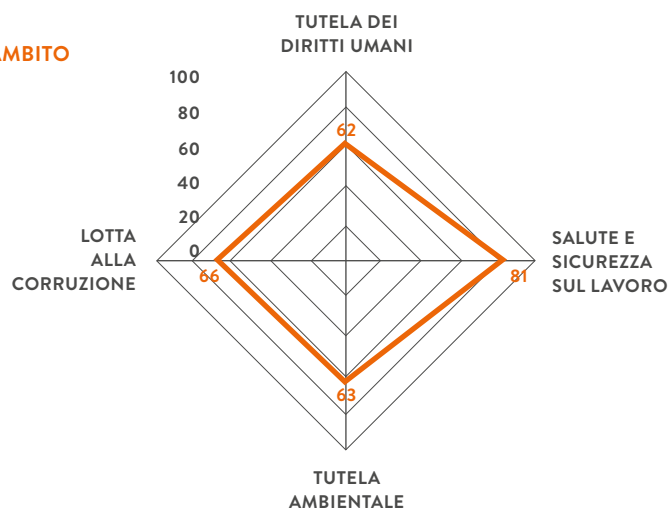 AMBITO
TUTELA DEI
DIRITTI UMANI
100
80
60
40
20
0
62
LOTTA
ALLA
CORRUZIONE
66
SALUTE E
SICUREZZA
SUL LAVORO
81
63
TUTELA
AMBIENTALE